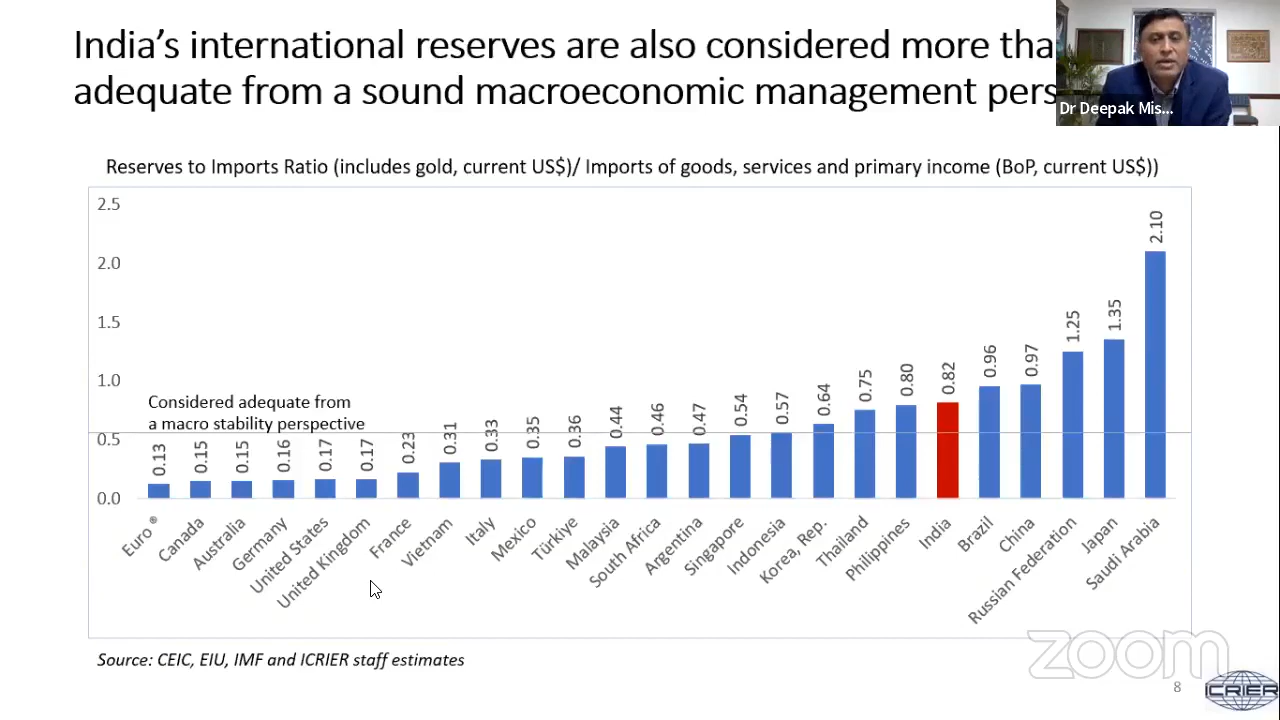 India’s international reserves are also considered more tha
adequate from a sound macroeconomic management pers
Dr Deepak Mis...
Reserves to Imports Ratio (includes gold, current US$)/ Imports of goods, services and primary income (BoP, current US$))
2.5
2.0
1.5
1.0
0.5
0.0
Considered adequate from
a macro stability perspective
0.13
0.15
0.15
0.16
0.17
0.17
0.23
0.31
0.33
0.35
0.36
0.44
0.46
0.47
0.54
0.57
0.64
0.75
0.80
0.82
0.96
0.97
1.25
1.35
2.10
Euro
Canada
Australia
Germany
United States
United Kingdom
France
Vietnam
Italy
Mexico
Türkiye
Malaysia
South Africa
Argentina
Singapore
Indonesia
Korea, Rep.
Thailand
Philippines
India
Brazil
China
Russian Federation
Japan
Saudi Arabia
Source: CEIC, EIU, IMF and ICRIER staff estimates
zoom
8
ICRIER